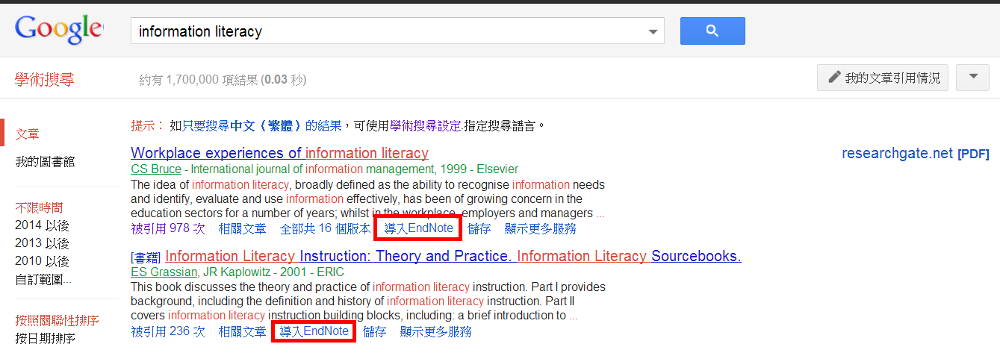 Google
information literacy
學術搜尋
約有 1,700,000 項結果 (0.03 秒)
我的文章引用情況
文章
我的圖書館
不限時間
2014 以後
2013 以後
2010 以後
自訂範圍...
按照關聯性排序
按日期排序
提示： 如只要搜尋中文（繁體）的結果，可使用學術搜尋設定.指定搜尋語言。
Workplace experiences of information literacy
researchgate.net [PDF]
CS Bruce - International journal of information management, 1999 - Elsevier
The idea of information literacy, broadly defined as the ability to recognise information needs
and identify, evaluate and use information effectively, has been of growing concern in the
education sectors for a number of years; whilst in the workplace, employers and managers ...
被引用 978 次 相關文章 全部共 16 個版本 導入EndNote 儲存 顯示更多服務
[書籍] Information Literacy Instruction: Theory and Practice. Information Literacy Sourcebooks.
ES Grassian, JR Kaplowitz - 2001 - ERIC
This book discusses the theory and practice of information literacy instruction. Part I provides
background, including the definition and history of information literacy instruction. Part II
covers information literacy instruction building blocks, including: a brief introduction to ...
被引用 236 次 相關文章 導入EndNote 儲存 顯示更多服務